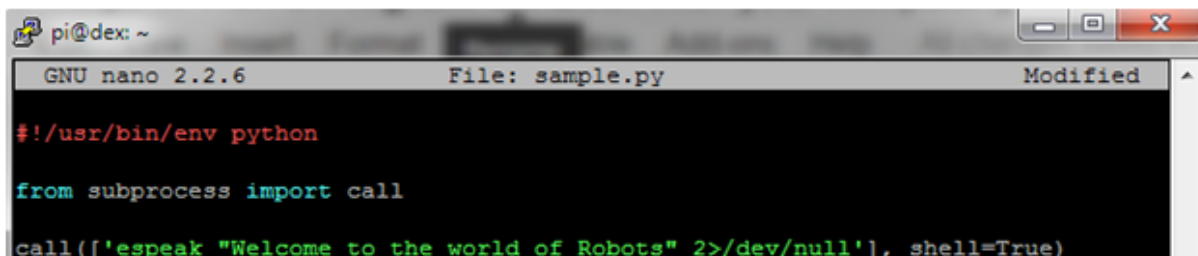 pi@dex: ~
GNU nano 2.2.6 File: sample.py Modified
#!/usr/bin/env python
from subprocess import call
call(['espeak "Welcome to the world of Robots" 2>/dev/null'], shell=True)